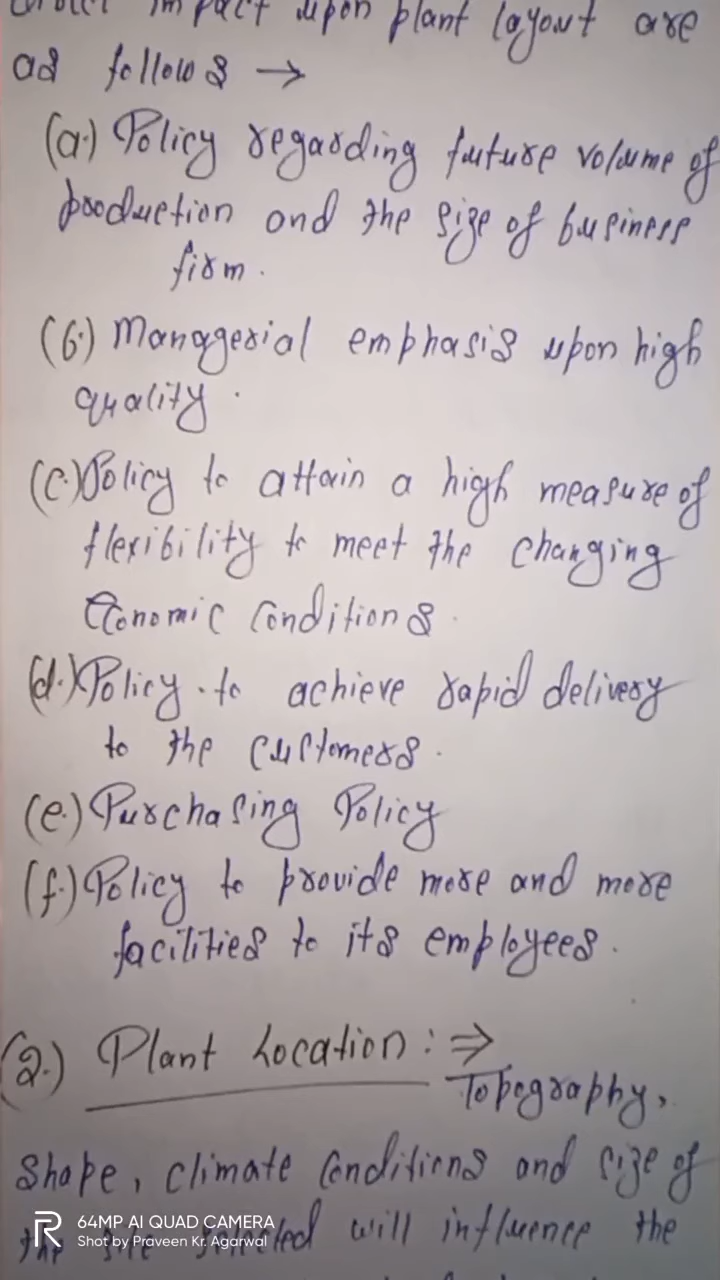 impact upon plant layout are
as follows →
(a.) Policy regarding future volume of
production and the size of business
firm.
(b.) Managerial emphasis upon high
quality.
(c.) Policy to attain a high measure of
flexibility to meet the changing
Economic Conditions.
(d.) Policy to achieve rapid delivery
to the customers.
(e.) Purchasing Policy
(f.) Policy to provide more and more
facilities to its employees.
(2.) Plant Location : ⇒
Topography,
Shape, climate Conditions and size of
the selected will influence the
64MP AI QUAD CAMERA
Shot by Praveen Kr. Agarwal